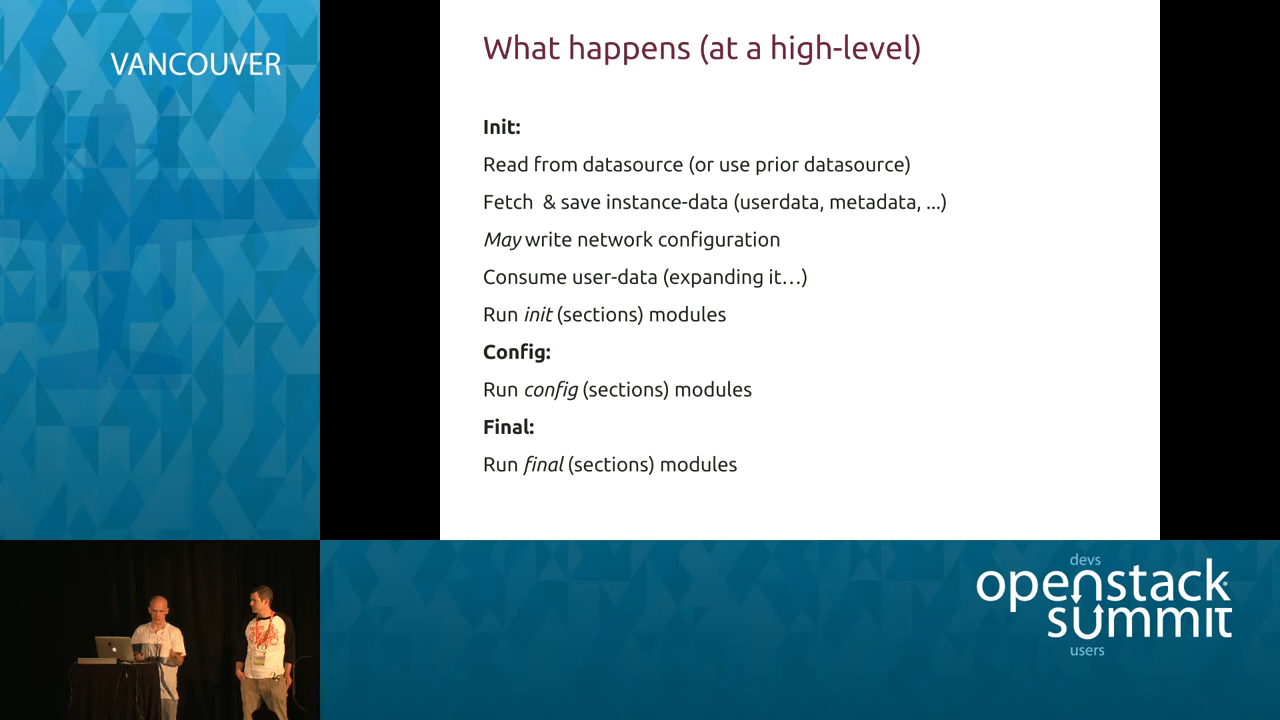 VANCOUVER
What happens (at a high-level)
Init:
Read from datasource (or use prior datasource)
Fetch & save instance-data (userdata, metadata, ...)
May write network configuration
Consume user-data (expanding it…)
Run init (sections) modules
Config:
Run config (sections) modules
Final:
Run final (sections) modules
devs
openstack
summit
users